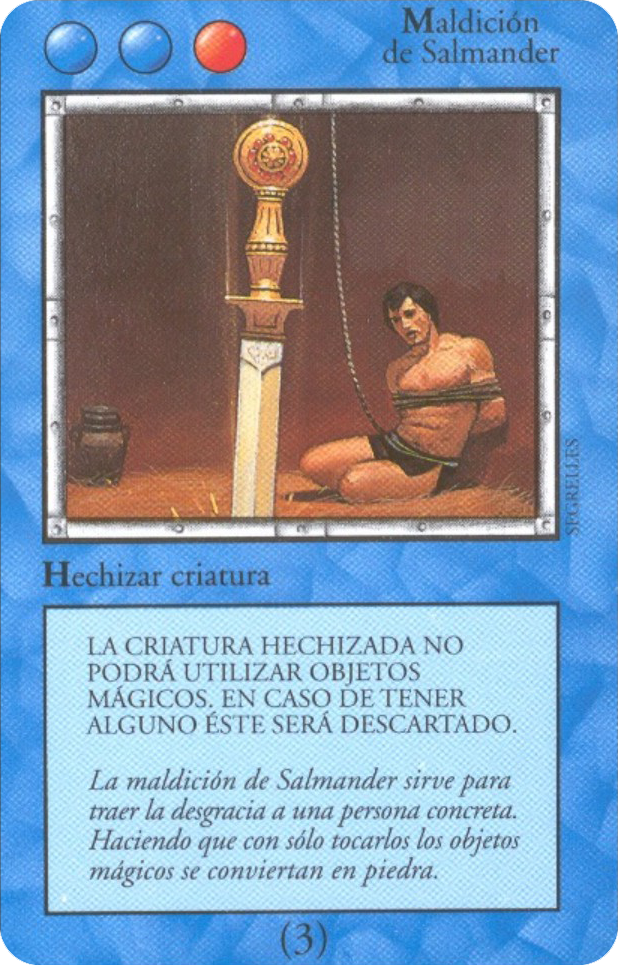 Maldición
de Salmander
SEGRELLES
Hechizar criatura
LA CRIATURA HECHIZADA NO
PODRÁ UTILIZAR OBJETOS
MÁGICOS. EN CASO DE TENER
ALGUNO ÉSTE SERÁ DESCARTADO.
La maldición de Salmander sirve para
traer la desgracia a una persona concreta.
Haciendo que con sólo tocarlos los objetos
mágicos se conviertan en piedra.
(3)